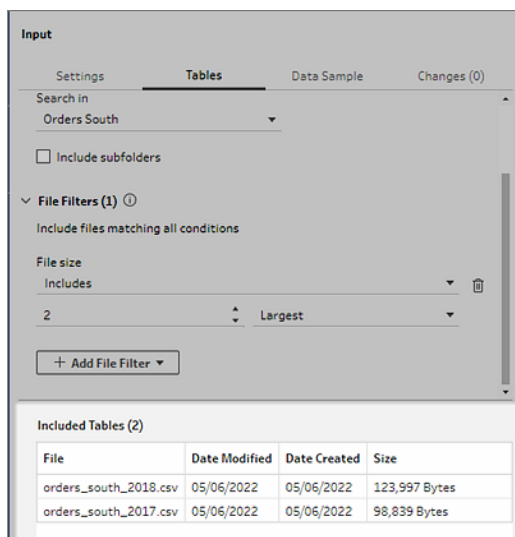 Input
Settings Tables Data Sample Changes (0)
Search in
Orders South
Include subfolders
File Filters (1)
Include files matching all conditions
File size
Includes
2 Largest
+ Add File Filter
Included Tables (2)
File Date Modified Date Created Size
orders_south_2018.csv 05/06/2022 05/06/2022 123,997 Bytes
orders_south_2017.csv 05/06/2022 05/06/2022 98,839 Bytes